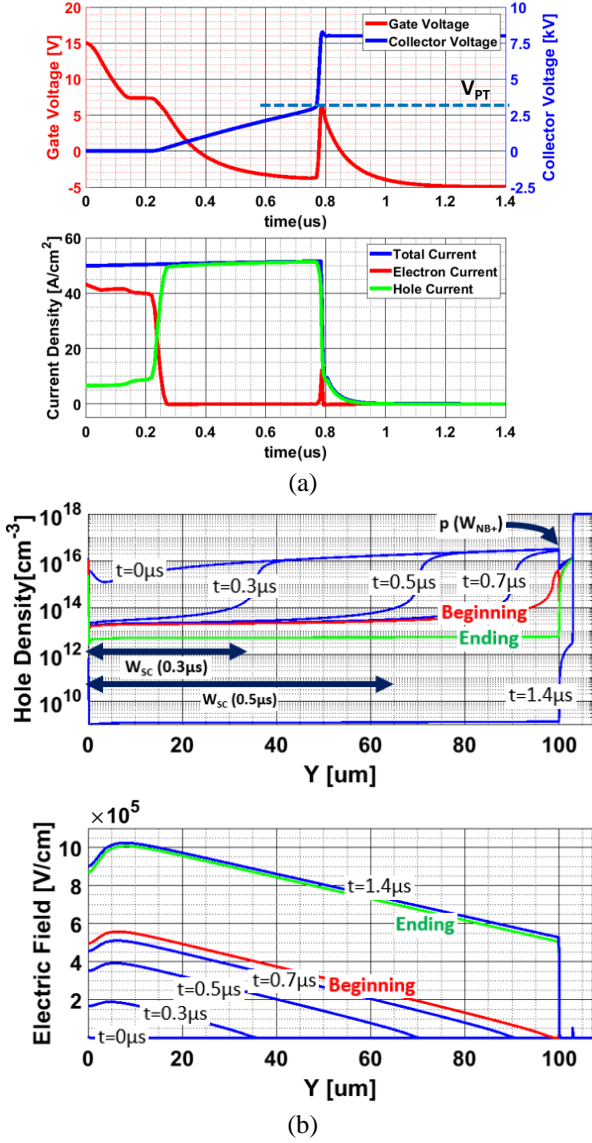 20
15
10
5
0
-5
Gate Voltage [V]
Gate Voltage
Collector Voltage
V_PT
10
7.5
5
2.5
0
-2.5
Collector Voltage [kV]
0 0.2 0.4 0.6 0.8 1 1.2 1.4
time(us)
60
40
20
0
Current Density [A/cm²]
Total Current
Electron Current
Hole Current
0 0.2 0.4 0.6 0.8 1 1.2 1.4
time(us)
(a)
10^18
10^16
10^14
10^12
10^10
Hole Density[cm^-3]
p (W_NB+)
t=0μs
t=0.3μs
t=0.5μs
t=0.7μs
Beginning
Ending
W_SC (0.3μs)
W_SC (0.5μs)
t=1.4μs
0 20 40 60 80 100
Y [um]
×10^5
10
8
6
4
2
Electric Field [V/cm]
t=1.4μs
Ending
t=0.7μs
Beginning
t=0.5μs
t=0.3μs
t=0μs
0 20 40 60 80 100
Y [um]
(b)